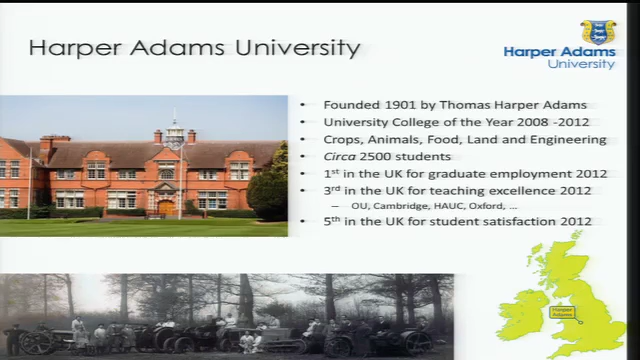 Harper Adams University
Harper Adams
University
• Founded 1901 by Thomas Harper Adams
• University College of the Year 2008 -2012
• Crops, Animals, Food, Land and Engineering
• Circa 2500 students
• 1st in the UK for graduate employment 2012
• 3rd in the UK for teaching excellence 2012
– OU, Cambridge, HAUC, Oxford, ...
• 5th in the UK for student satisfaction 2012
Harper
Adams